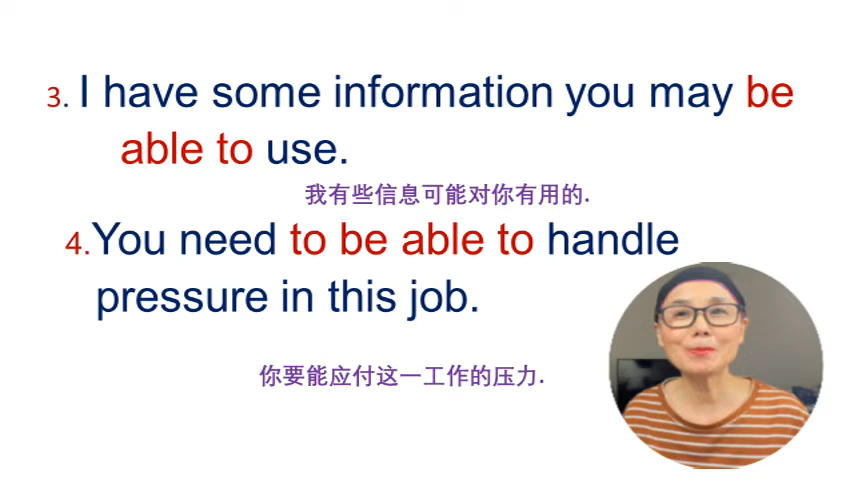 3. I have some information you may be
able to use.
我有些信息可能对你有用的.
4.You need to be able to handle
pressure in this job.
你要能应付这一工作的压力.